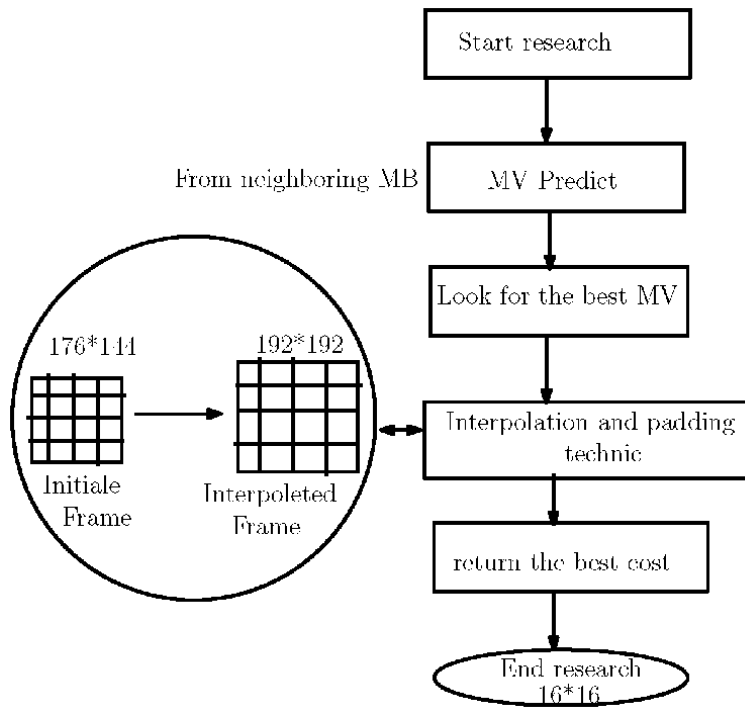 Start research
From neighboring MB
MV Predict
Look for the best MV
176*144
192*192
Initiale
Frame
Interpoleted
Frame
Interpolation and padding
technic
return the best cost
End research
16*16